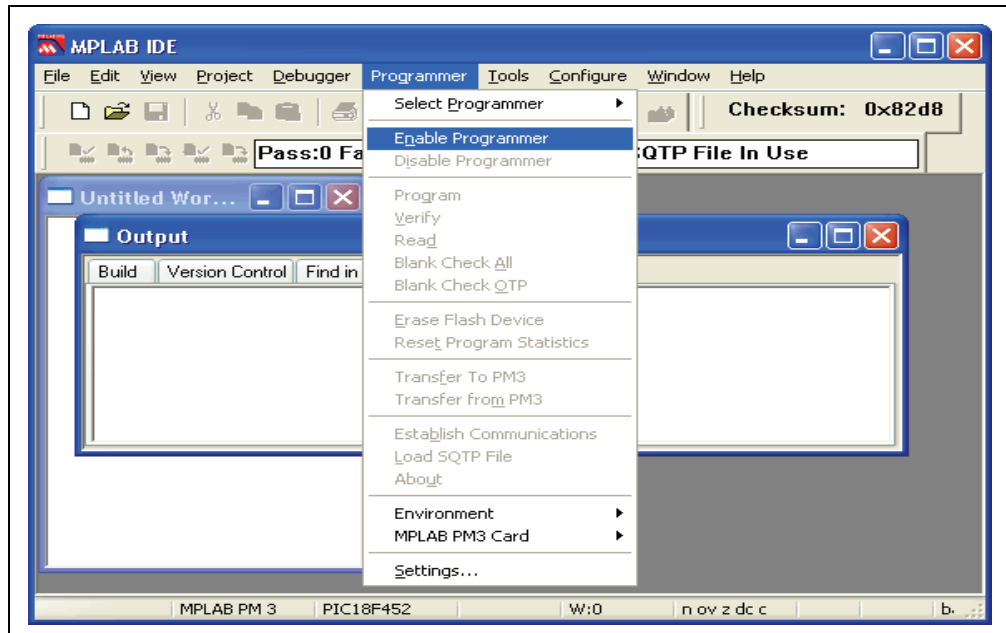 MPLAB IDE
File Edit View Project Debugger Programmer Tools Configure Window Help
Checksum: 0x82d8
Pass:0 Fa
SQTP File In Use
Select Programmer
Enable Programmer
Disable Programmer
Program
Verify
Read
Blank Check All
Blank Check OTP
Erase Flash Device
Reset Program Statistics
Transfer To PM3
Transfer from PM3
Establish Communications
Load SQTP File
About
Environment
MPLAB PM3 Card
Settings...
Untitled Wor...
Output
Build Version Control Find in
MPLAB PM 3 PIC18F452 W:0 n ov z dc c b.